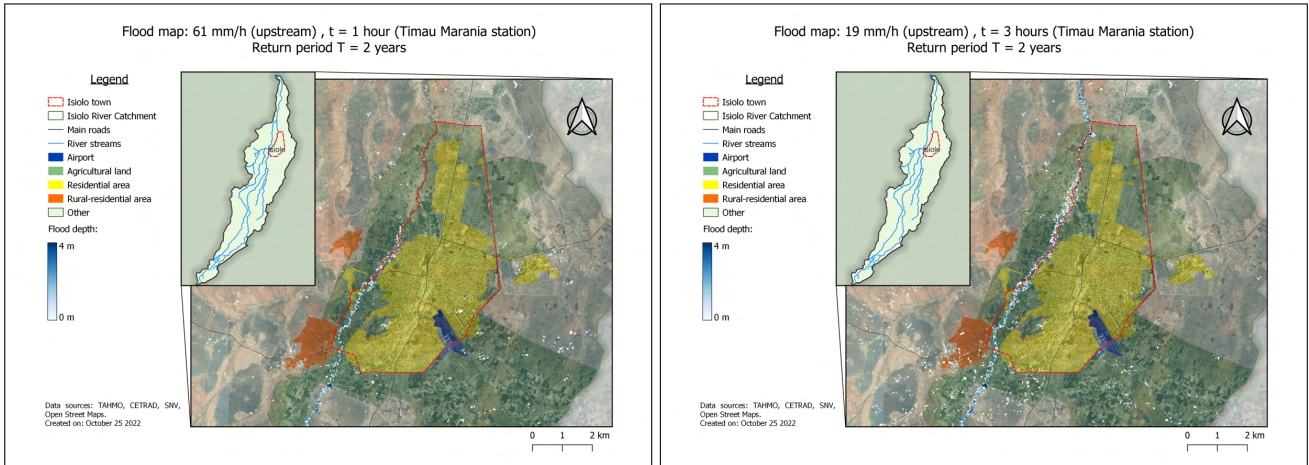 Flood map: 61 mm/h (upstream) , t = 1 hour (Timau Marania station)
Return period T = 2 years
Legend
Isiolo town
Isiolo River Catchment
Main roads
River streams
Airport
Agricultural land
Residential area
Rural-residential area
Other
Flood depth:
4 m
0 m
Isiolo
Data sources: TAHMO, CETRAD, SNV,
Open Street Maps.
Created on: October 25 2022
0 1 2 km
Flood map: 19 mm/h (upstream) , t = 3 hours (Timau Marania station)
Return period T = 2 years
Legend
Isiolo town
Isiolo River Catchment
Main roads
River streams
Airport
Agricultural land
Residential area
Rural-residential area
Other
Flood depth:
4 m
0 m
Isiolo
Data sources: TAHMO, CETRAD, SNV,
Open Street Maps.
Created on: October 25 2022
0 1 2 km